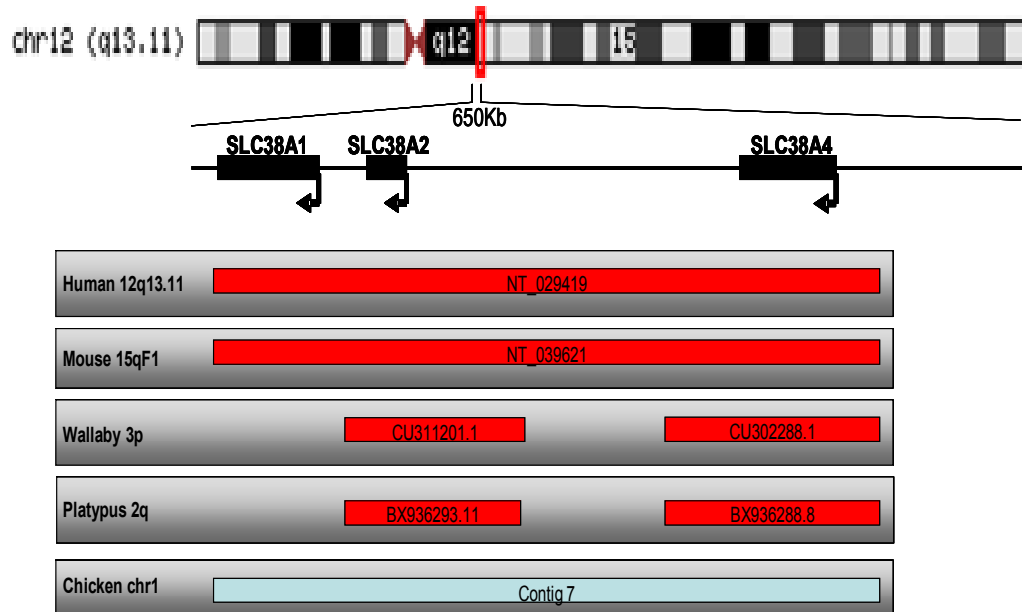 chr12 (q13.11) q12 15
650Kb
SLC38A1 SLC38A2 SLC38A4
Human 12q13.11 NT_029419
Mouse 15qF1 NT_039621
Wallaby 3p CU311201.1 CU302288.1
Platypus 2q BX936293.11 BX936288.8
Chicken chr1 Contig 7